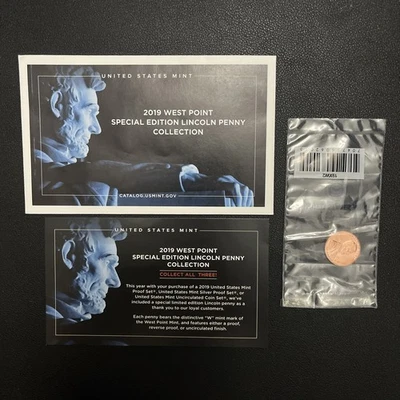 UNITED STATES MINT
2019 WEST POINT
SPECIAL EDITION LINCOLN PENNY
COLLECTION
CATALOG.USMINT.GOV
UNITED STATES MINT
2019 WEST POINT
SPECIAL EDITION LINCOLN PENNY
COLLECTION
COLLECT ALL THREE!
This year with your purchase of a 2019 United States Mint
Proof Set®, United States Mint Silver Proof Set®, or
United States Mint Uncirculated Coin Set®, we've
included a special limited edition Lincoln penny as a
thank you to our loyal customers.
Each penny bears the distinctive "W" mint mark of
the West Point Mint, and features either a proof,
reverse proof, or uncirculated finish.